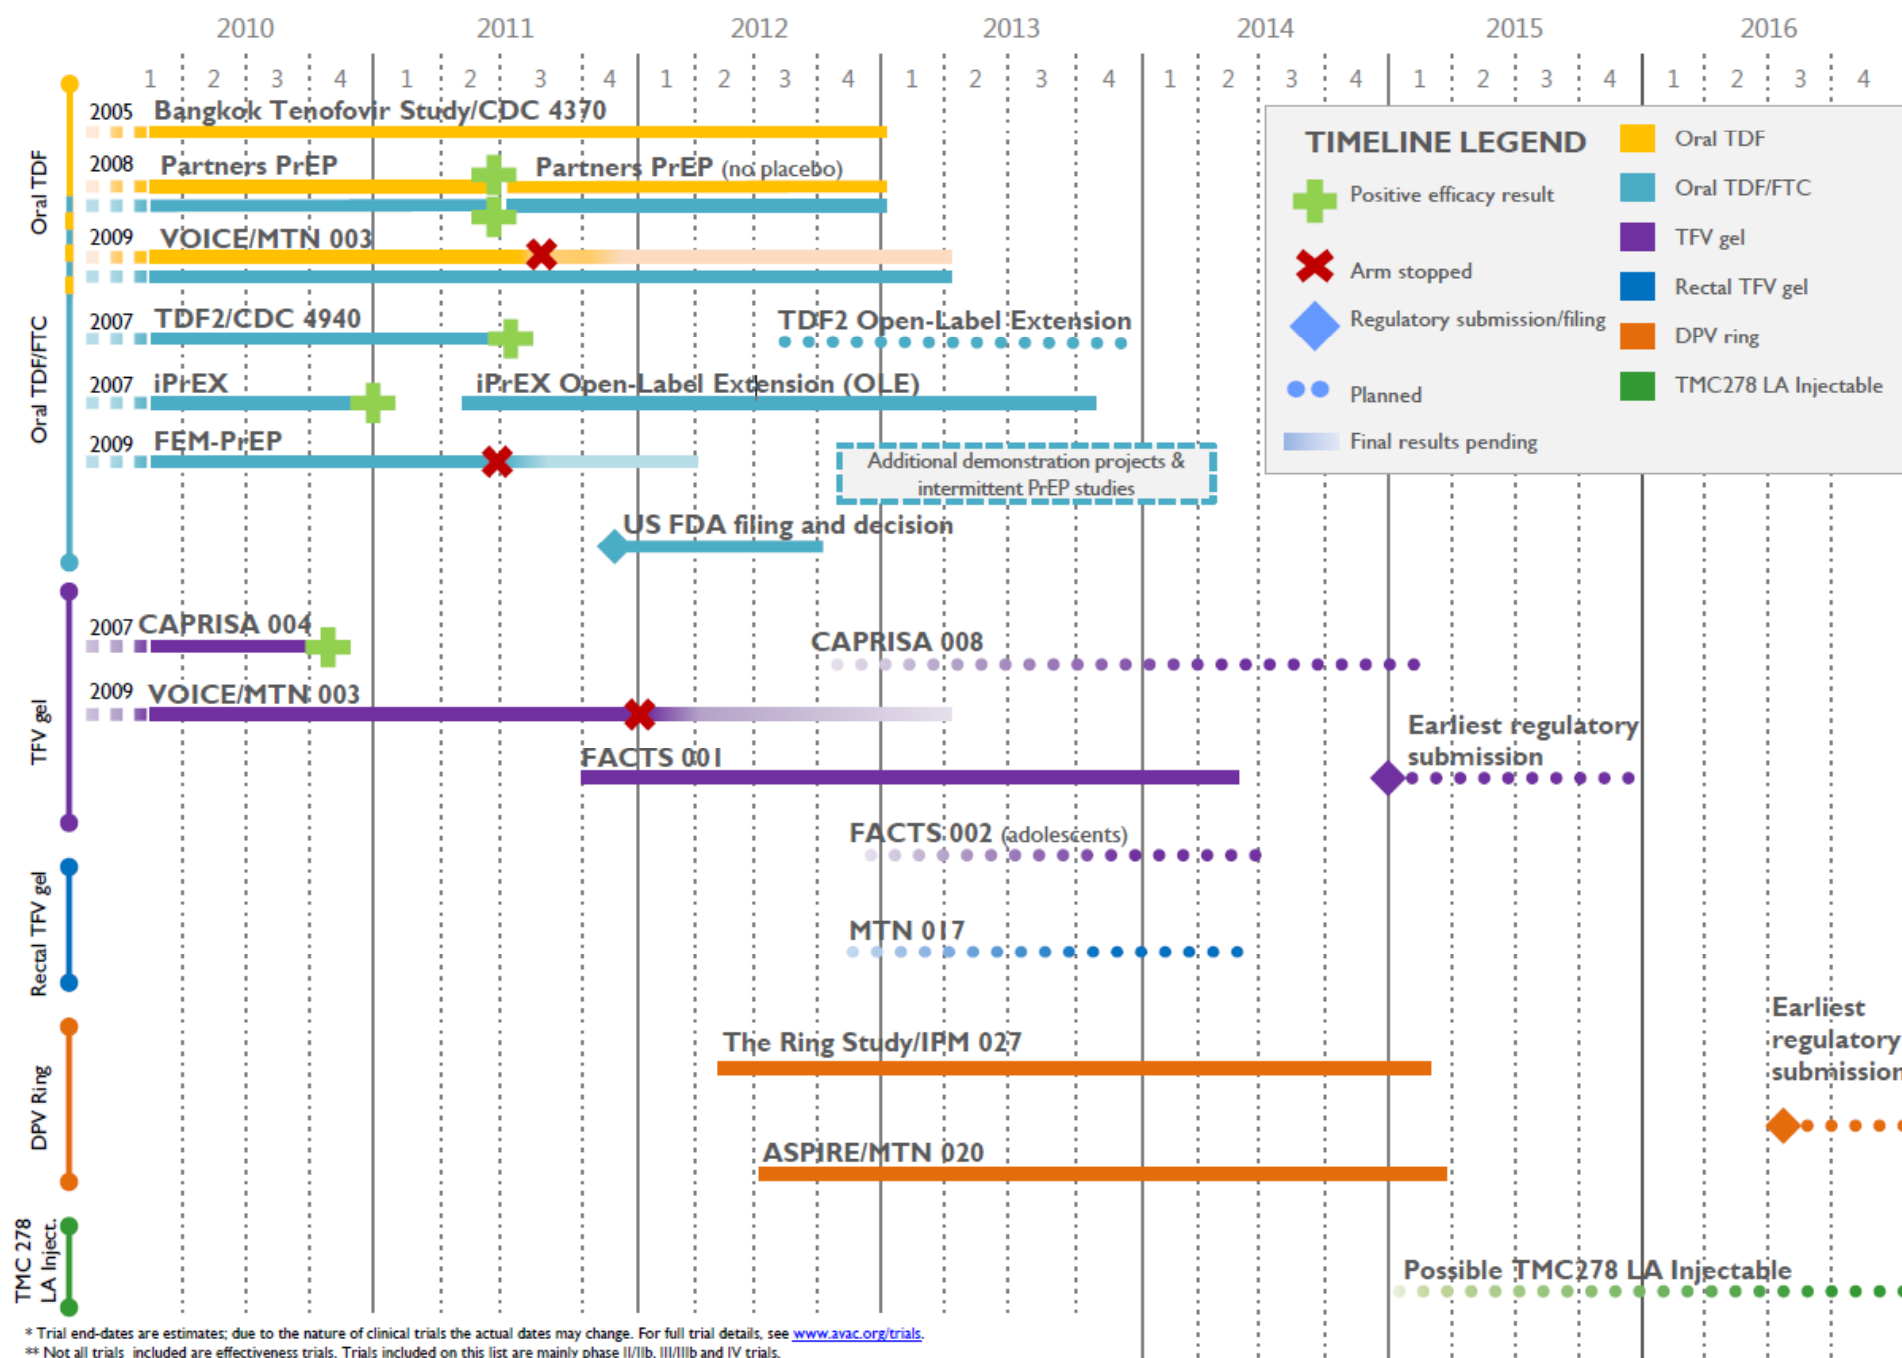 2010 2011 2012 2013 2014 2015 2016
1 2 3 4 1 2 3 4 1 2 3 4 1 2 3 4 1 2 3 4 1 2 3 4 1 2 3 4
Oral TDF
2005 Bangkok Tenofovir Study/CDC 4370
2008 Partners PrEP
Partners PrEP (no placebo)
2009 VOICE/MTN 003
Oral TDF/FTC
2007 TDF2/CDC 4940
TDF2 Open-Label Extension
2007 iPrEX
iPrEX Open-Label Extension (OLE)
2009 FEM-PrEP
Additional demonstration projects &
intermittent PrEP studies
US FDA filing and decision
TIMELINE LEGEND
Positive efficacy result
Arm stopped
Regulatory submission/filing
Planned
Final results pending
Oral TDF
Oral TDF/FTC
TFV gel
Rectal TFV gel
DPV ring
TMC278 LA Injectable
TFV gel
2007 CAPRISA 004
CAPRISA 008
2009 VOICE/MTN 003
FACTS 001
Earliest regulatory
submission
FACTS 002 (adolescents)
Rectal TFV gel
MTN 017
DPV Ring
The Ring Study/IPM 027
Earliest
regulatory
submission
ASPIRE/MTN 020
TMC 278
LA Inject.
Possible TMC278 LA Injectable
* Trial end-dates are estimates; due to the nature of clinical trials the actual dates may change. For full trial details, see www.avac.org/trials.
** Not all trials included are effectiveness trials. Trials included on this list are mainly phase II/IIb, III/IIIb and IV trials.